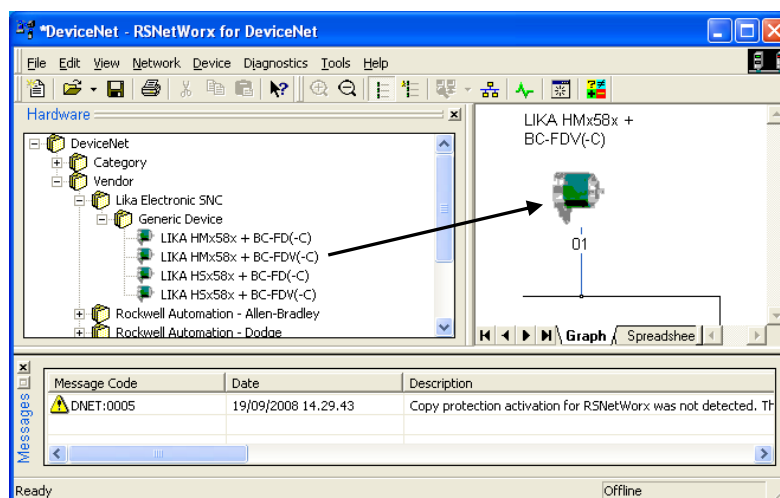 *DeviceNet - RSNetWorx for DeviceNet
File Edit View Network Device Diagnostics Tools Help
Hardware
DeviceNet
Category
Vendor
Lika Electronic SNC
Generic Device
LIKA HMx58x + BC-FD(-C)
LIKA HMx58x + BC-FDV(-C)
LIKA HSx58x + BC-FD(-C)
LIKA HSx58x + BC-FDV(-C)
Rockwell Automation - Allen-Bradley
Rockwell Automation - Dodge
LIKA HMx58x +
BC-FDV(-C)
01
Graph Spreadshee
Messages
Message Code Date Description
DNET:0005 19/09/2008 14.29.43 Copy protection activation for RSNetWorx was not detected. Th
Ready Offline